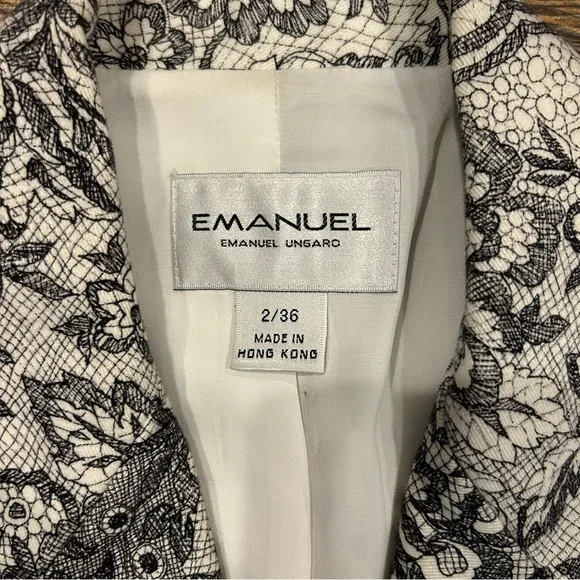 EMANUEL
EMANUEL UNGARO
2/36
MADE IN
HONG KONG